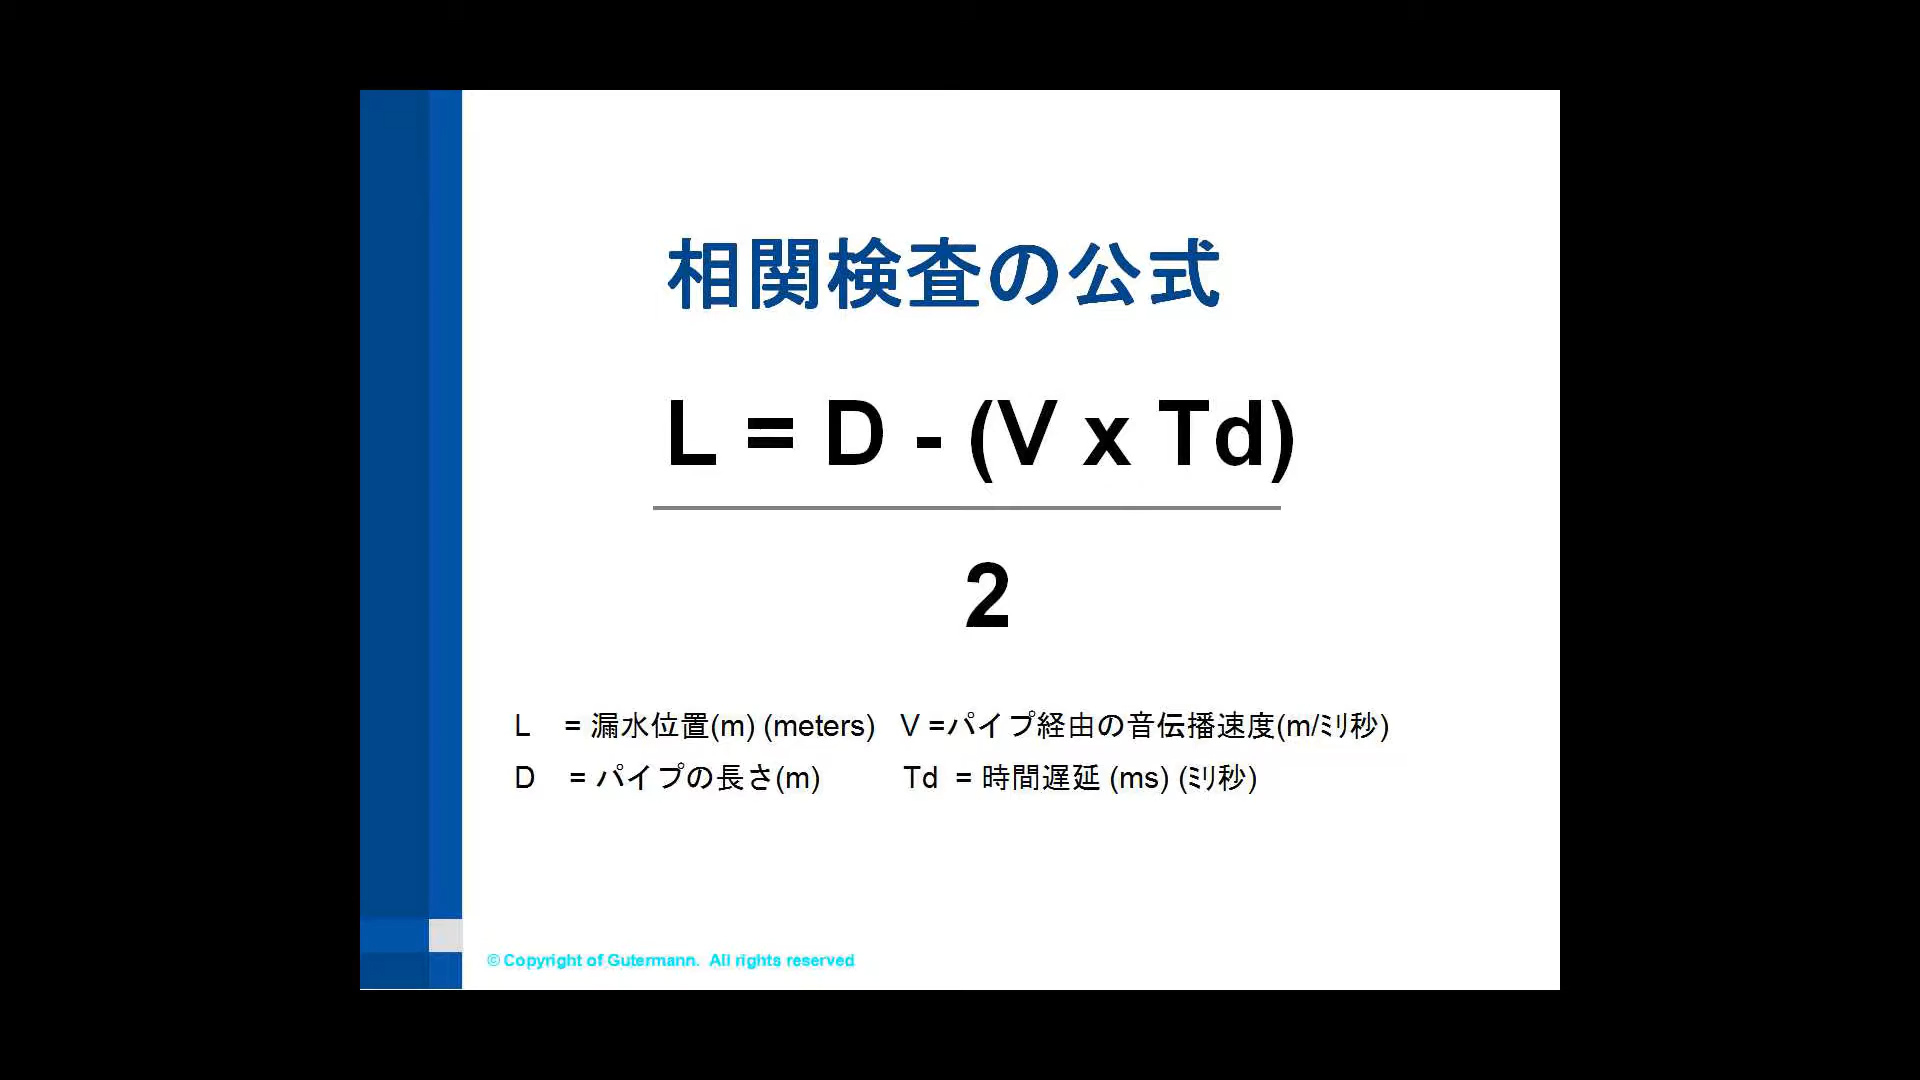 相関検査の公式
L = D - (V x Td)
2
L = 漏水位置(m) (meters) V =パイプ経由の音伝播速度(m/ﾐﾘ秒)
D = パイプの長さ(m) Td = 時間遅延 (ms) (ﾐﾘ秒)
© Copyright of Gutermann. All rights reserved